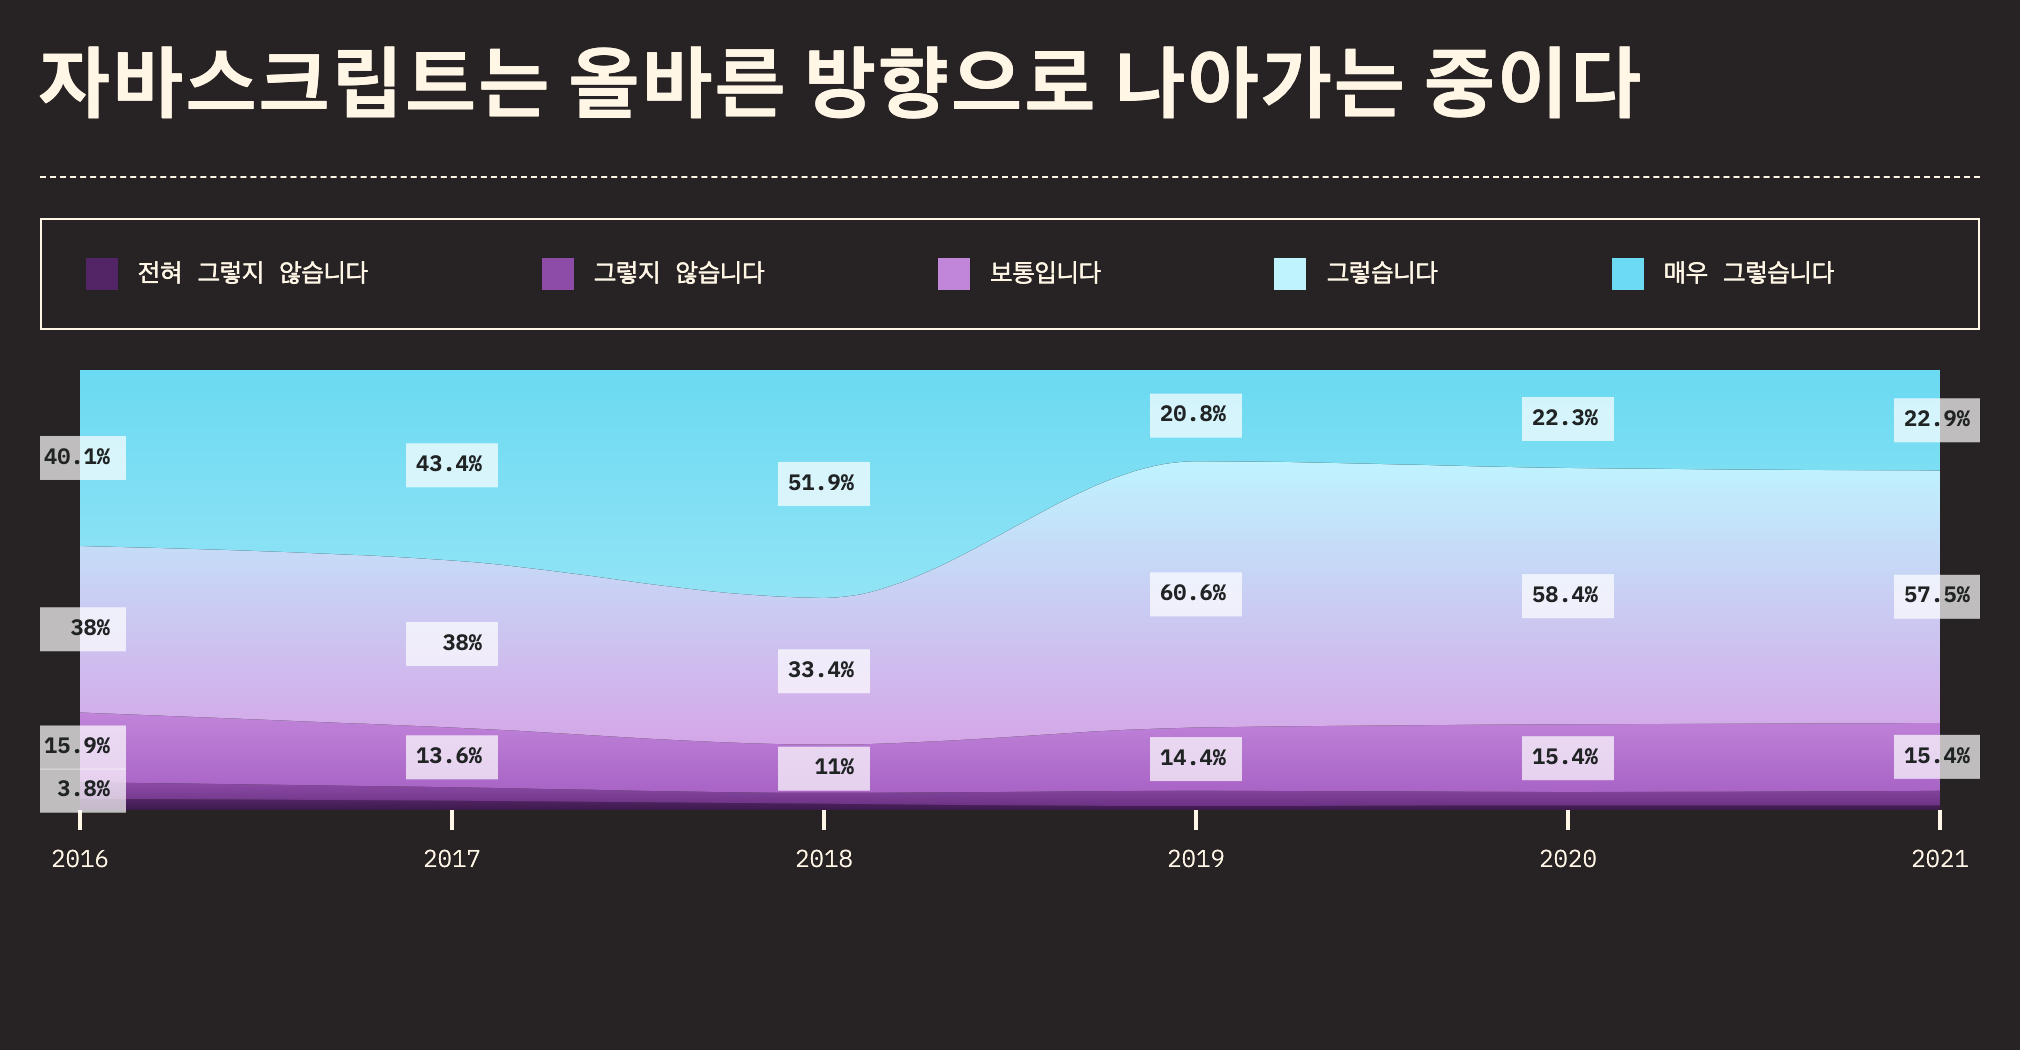 자바스크립트는 올바른 방향으로 나아가는 중이다
전혀 그렇지 않습니다 그렇지 않습니다 보통입니다 그렇습니다 매우 그렇습니다
20.8% 22.3% 22.9%
40.1% 43.4% 51.9%
60.6% 58.4% 57.5%
38% 38% 33.4%
15.9% 13.6% 11% 14.4% 15.4% 15.4%
3.8%
2016 2017 2018 2019 2020 2021